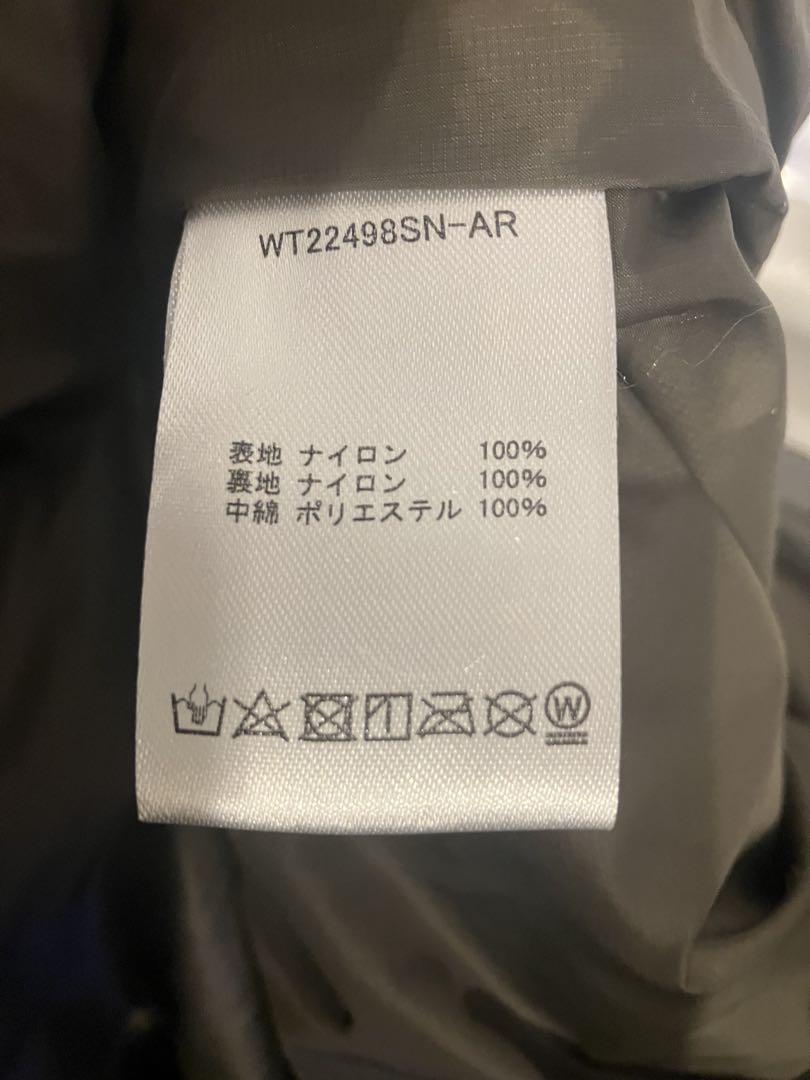 WT22498SN-AR
表地 ナイロン 100%
裏地 ナイロン 100%
中綿 ポリエステル 100%
W